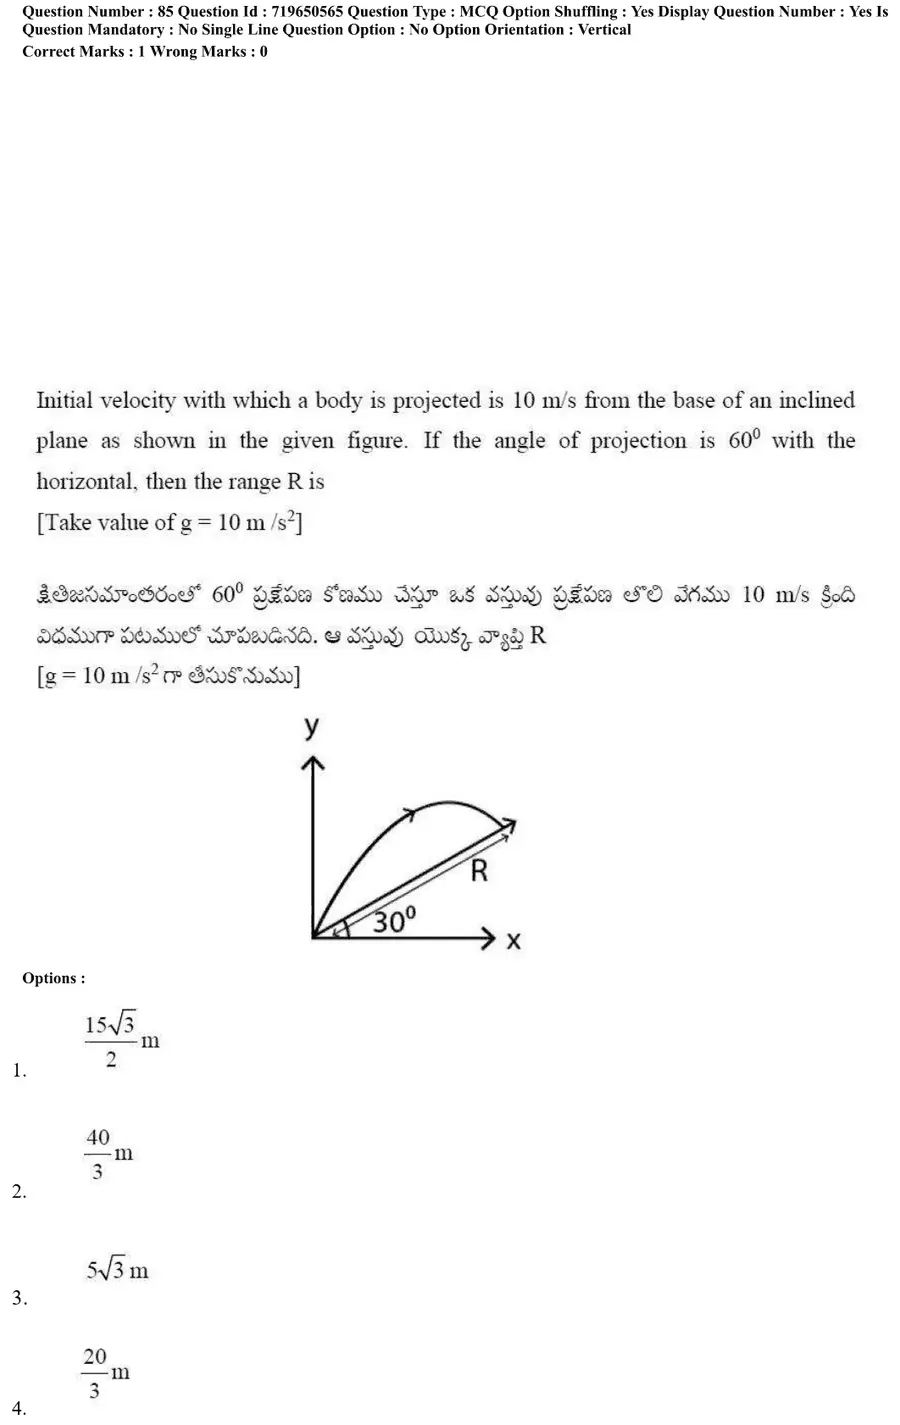 Question Number : 85 Question Id : 719650565 Question Type : MCQ Option Shuffling : Yes Display Question Number : Yes Is
Question Mandatory : No Single Line Question Option : No Option Orientation : Vertical
Correct Marks : 1 Wrong Marks : 0
Initial velocity with which a body is projected is 10 m/s from the base of an inclined
plane as shown in the given figure. If the angle of projection is 60⁰ with the
horizontal, then the range R is
[Take value of g = 10 m /s²]
క్షితిజసమాంతరంతో 60⁰ ప్రక్షేపణ కోణము చేస్తూ ఒక వస్తువు ప్రక్షేపణ తొలి వేగము 10 m/s క్రింది
విధముగా పటములో చూపబడినది. ఆ వస్తువు యొక్క వ్యాప్తి R
[g = 10 m /s² గా తీసుకొనుము]
y
R
30⁰
x
Options :
1. 15√3/2 m
2. 40/3 m
3. 5√3 m
4. 20/3 m